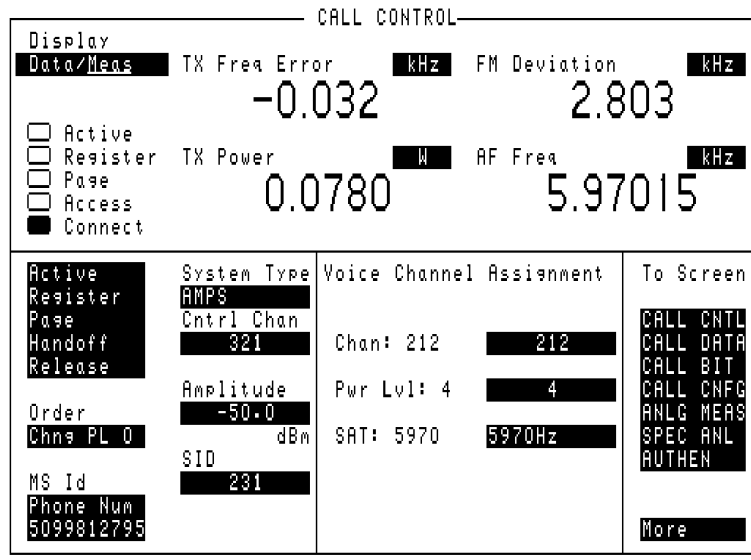 CALL CONTROL
Display
Data/Meas
TX Freq Error kHz
-0.032
FM Deviation kHz
2.803
Active
Register
Page
Access
Connect
TX Power W
0.0780
AF Freq kHz
5.97015
Active
Register
Page
Handoff
Release
Order
Chng PL 0
MS Id
Phone Num
5099812795
System Type
AMPS
Cntrl Chan
321
Amplitude
-50.0
dBm
SID
231
Voice Channel Assignment
Chan: 212 212
Pwr Lvl: 4 4
SAT: 5970 5970Hz
To Screen
CALL CNTL
CALL DATA
CALL BIT
CALL CNFG
ANLG MEAS
SPEC ANL
AUTHEN
More